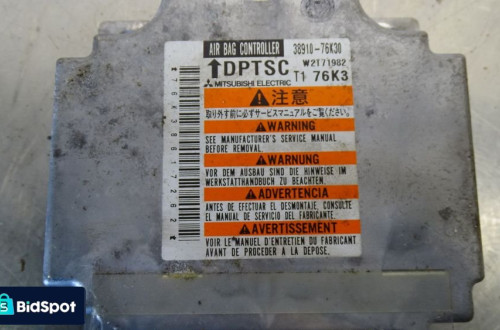 AIR BAG CONTROLLER 38910-76K30
↑DPTSC W2T71982
MITSUBISHI ELECTRIC T1 76K3
⚠注意
取り外す前に必ずサービスマニュアルをご覧ください。
⚠WARNING
SEE MANUFACTURER'S SERVICE MANUAL
BEFORE REMOVAL.
⚠WARNUNG
VOR DEM AUSBAU SIND DIE HINWEISE IM
WERKSTATTHANDBUCH ZU BEACHTEN.
⚠ADVERTENCIA
ANTES DE EFECTUAR EL DESMONTAJE, CONSULTE
EL MANUAL DE SERVICIO DEL FABRICANTE.
⚠AVERTISSEMENT
VOIR LE MANUEL D'ENTRETIEN DU FABRICANT
AVANT DE PROCÉDER À LA DEPOSE.
BidSpot